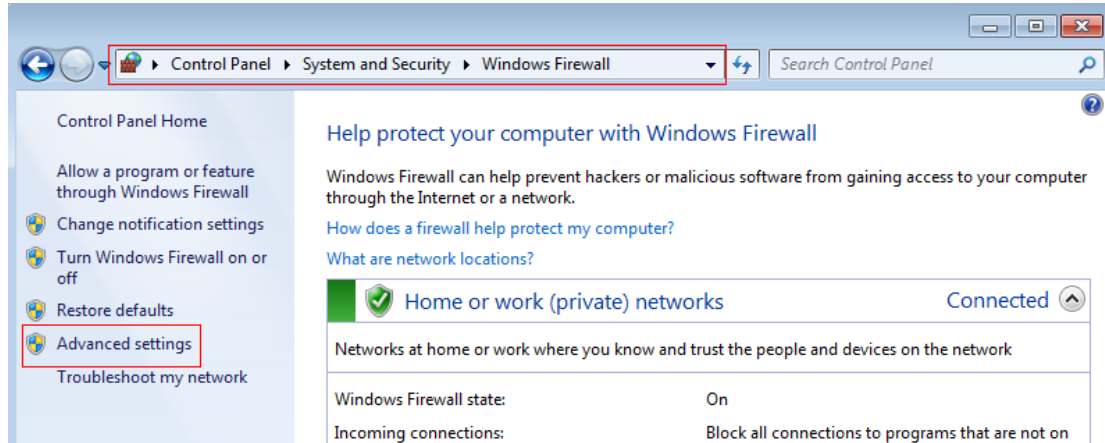 Control Panel System and Security Windows Firewall
Search Control Panel
Control Panel Home
Allow a program or feature
through Windows Firewall
Change notification settings
Turn Windows Firewall on or
off
Restore defaults
Advanced settings
Troubleshoot my network
Help protect your computer with Windows Firewall
Windows Firewall can help prevent hackers or malicious software from gaining access to your computer
through the Internet or a network.
How does a firewall help protect my computer?
What are network locations?
Home or work (private) networks Connected
Networks at home or work where you know and trust the people and devices on the network
Windows Firewall state: On
Incoming connections: Block all connections to programs that are not on